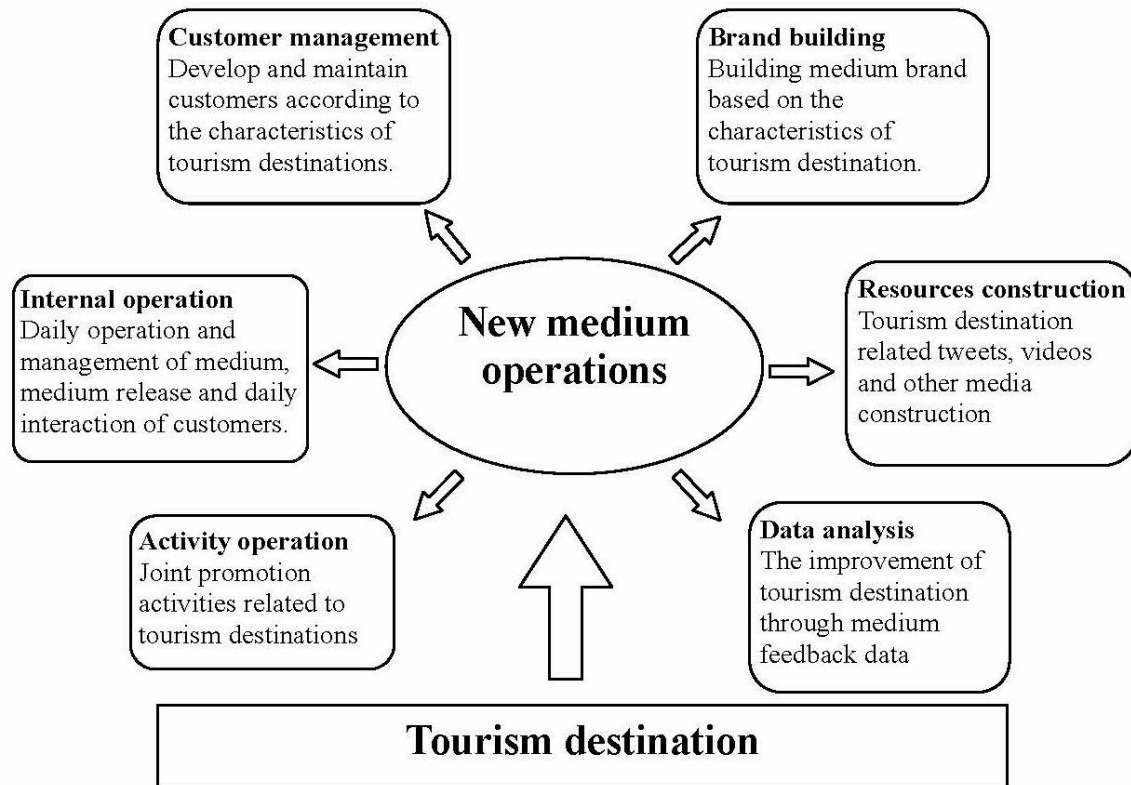 Customer management
Develop and maintain
customers according to
the characteristics of
tourism destinations.
Brand building
Building medium brand
based on the
characteristics of
tourism destination.
Internal operation
Daily operation and
management of medium,
medium release and daily
interaction of customers.
New medium
operations
Resources construction
Tourism destination
related tweets, videos
and other media
construction
Activity operation
Joint promotion
activities related to
tourism destinations
Data analysis
The improvement of
tourism destination
through medium
feedback data
Tourism destination